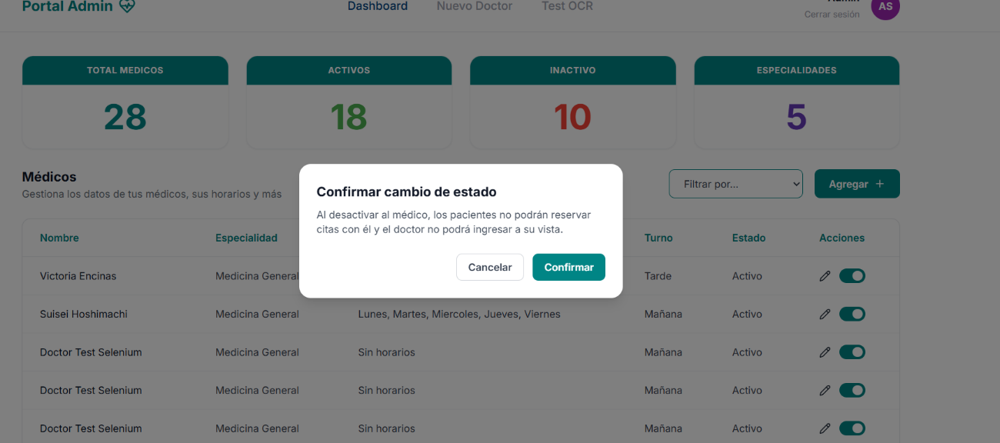 Portal Admin
Dashboard
Nuevo Doctor
Test OCR
Admin
Cerrar sesión
AS
TOTAL MEDICOS
ACTIVOS
INACTIVO
ESPECIALIDADES
28
18
10
5
Médicos
Gestiona los datos de tus médicos, sus horarios y más
Filtrar por...
Agregar +
Confirmar cambio de estado
Al desactivar al médico, los pacientes no podrán reservar
citas con él y el doctor no podrá ingresar a su vista.
Cancelar
Confirmar
Nombre Especialidad Turno Estado Acciones
Victoria Encinas Medicina General Tarde Activo
Suisei Hoshimachi Medicina General Lunes, Martes, Miercoles, Jueves, Viernes Mañana Activo
Doctor Test Selenium Medicina General Sin horarios Mañana Activo
Doctor Test Selenium Medicina General Sin horarios Mañana Activo
Doctor Test Selenium Medicina General Sin horarios Mañana Activo